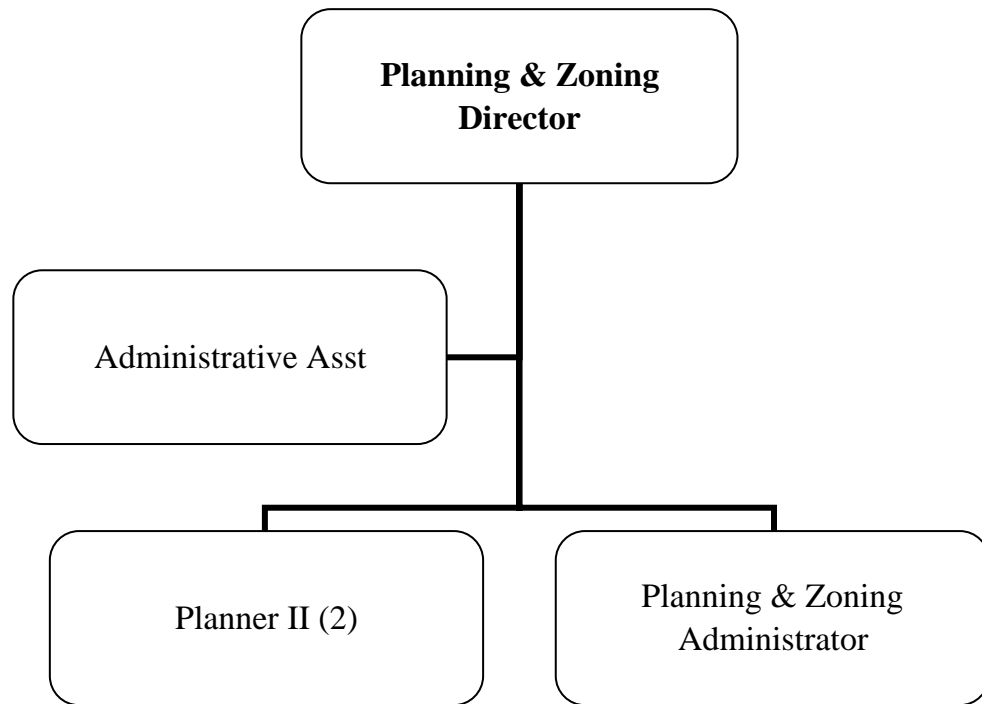 Planning & Zoning
Director
Administrative Asst
Planner II (2)
Planning & Zoning
Administrator